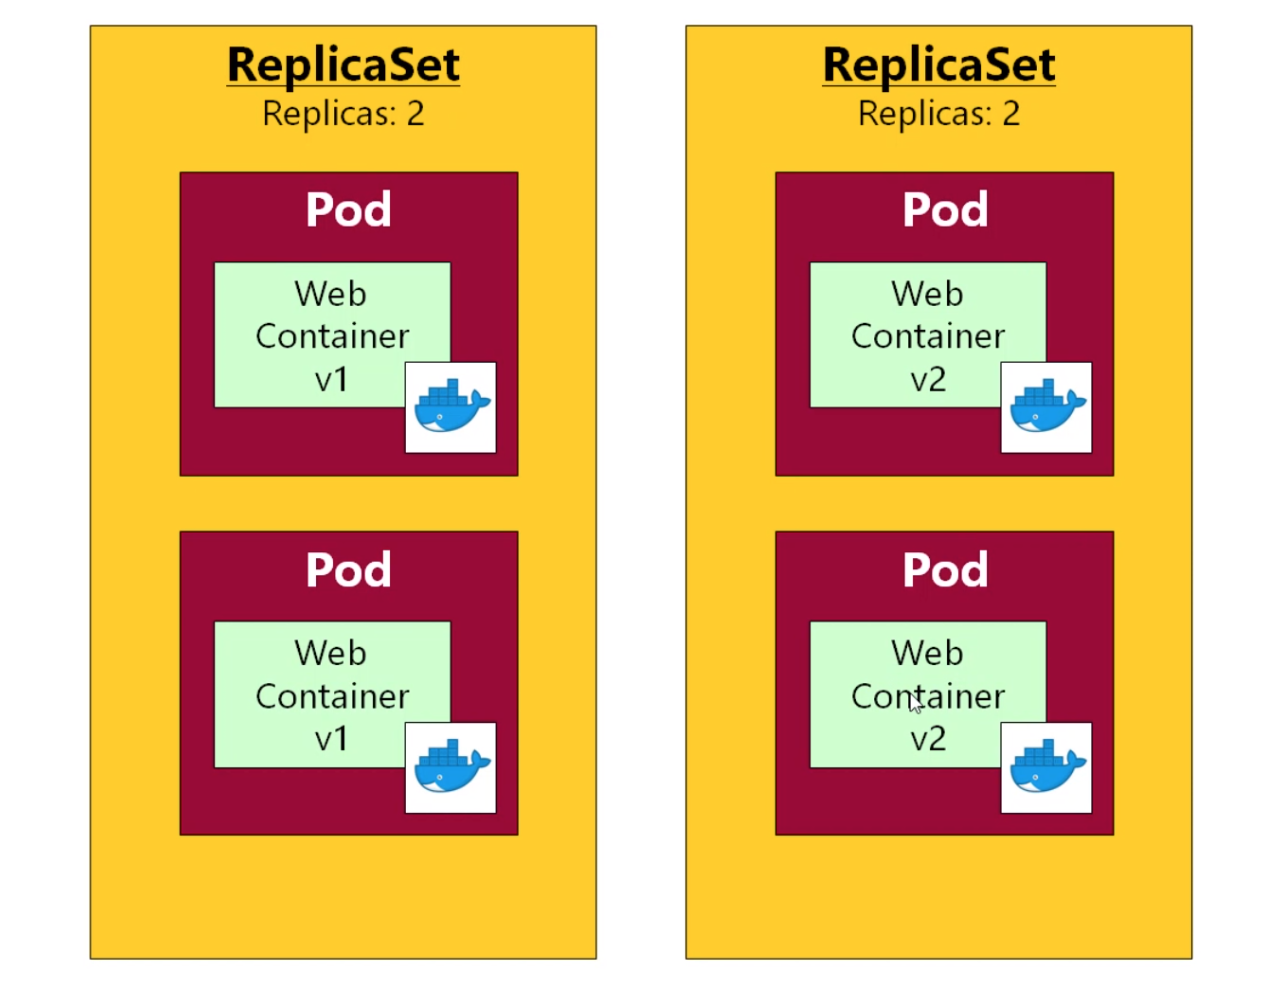 ReplicaSet
Replicas: 2
Pod
Web
Container
v1
Pod
Web
Container
v1
ReplicaSet
Replicas: 2
Pod
Web
Container
v2
Pod
Web
Container
v2